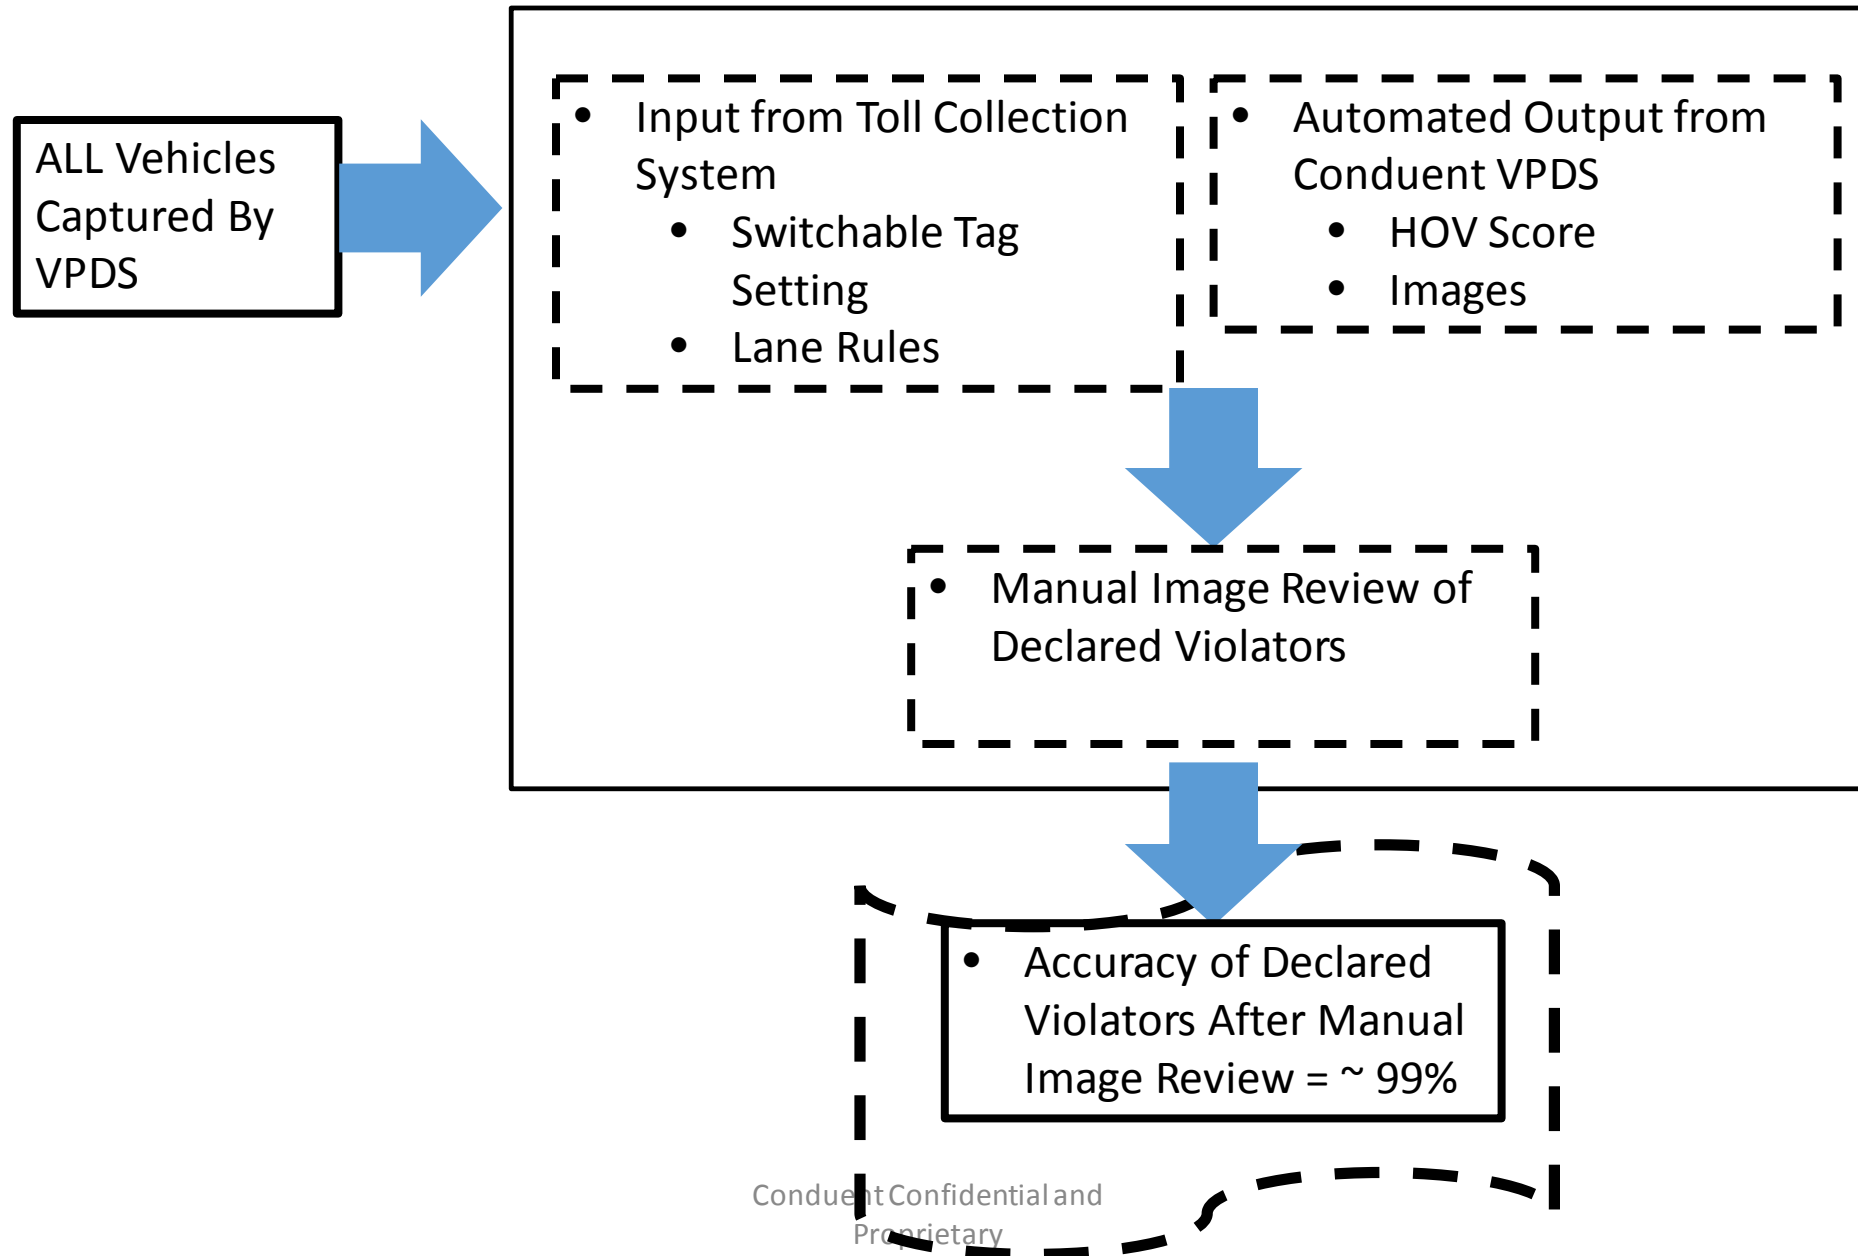 ALL Vehicles
Captured By
VPDS
• Input from Toll Collection
System
• Switchable Tag
Setting
• Lane Rules
• Automated Output from
Conduent VPDS
• HOV Score
• Images
• Manual Image Review of
Declared Violators
• Accuracy of Declared
Violators After Manual
Image Review = ~ 99%
Conduent Confidential and
Proprietary